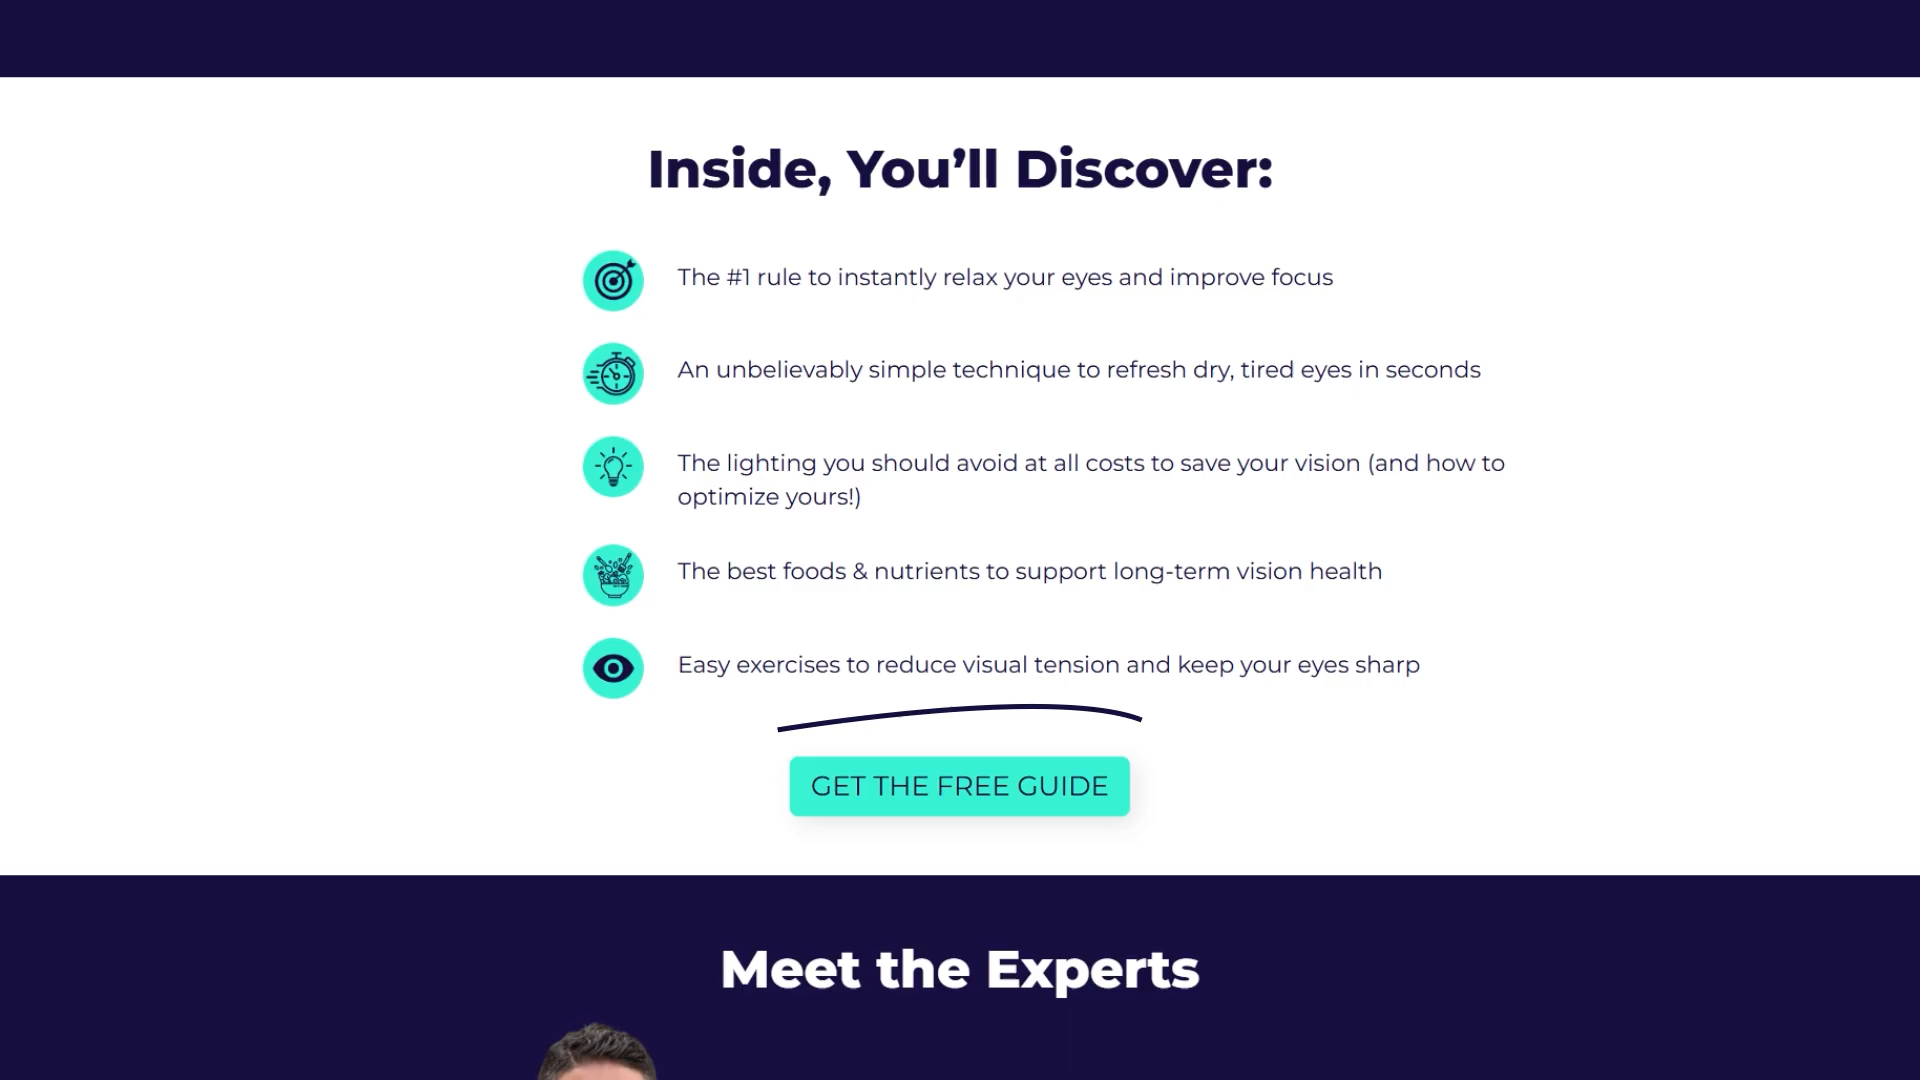 Inside, You’ll Discover:
The #1 rule to instantly relax your eyes and improve focus
An unbelievably simple technique to refresh dry, tired eyes in seconds
The lighting you should avoid at all costs to save your vision (and how to
optimize yours!)
The best foods & nutrients to support long-term vision health
Easy exercises to reduce visual tension and keep your eyes sharp
GET THE FREE GUIDE
Meet the Experts